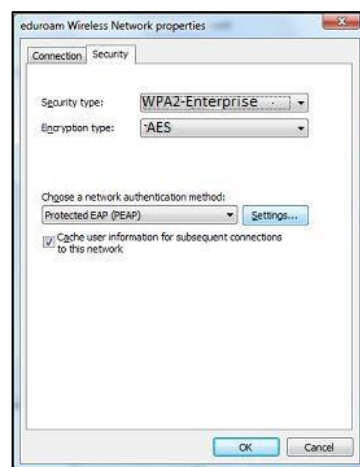 eduroam Wireless Network properties
Connection Security
Security type: WPA2-Enterprise
Encryption type: AES
Choose a network authentication method:
Protected EAP (PEAP) Settings...
Cache user information for subsequent connections
to this network
OK Cancel